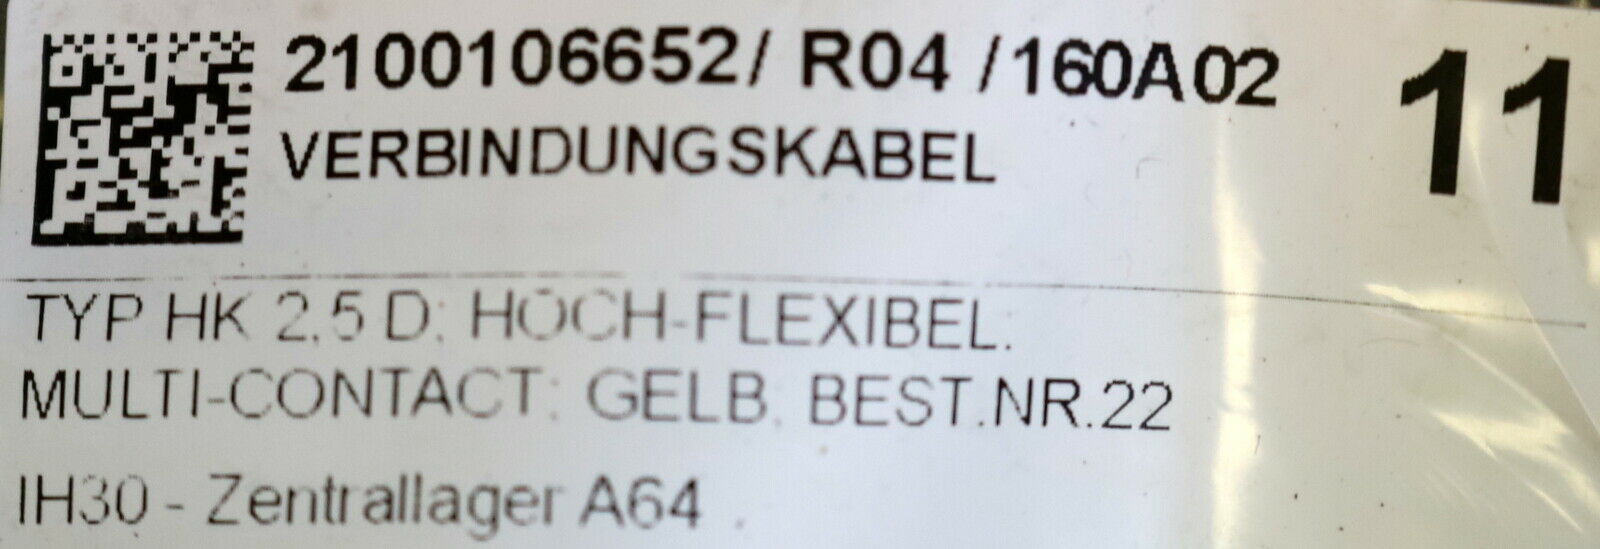 2100106652/ R04 /160A02 11
VERBINDUNGSKABEL
TYP HK 2,5 D; HOCH-FLEXIBEL.
MULTI-CONTACT; GELB, BEST.NR.22
IH30 - Zentrallager A64